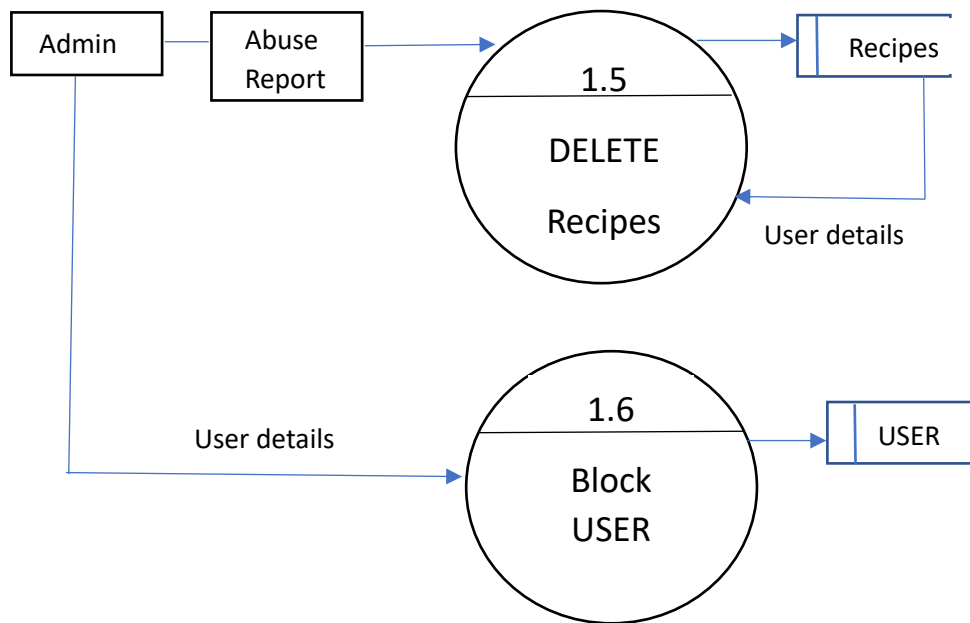 Admin
Abuse
Report
1.5
DELETE
Recipes
Recipes
User details
1.6
Block
USER
User details
USER